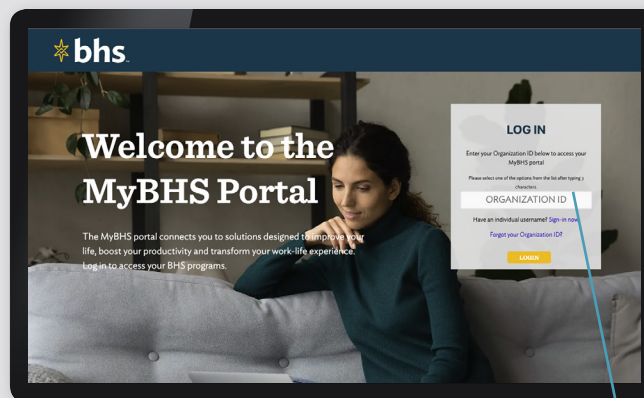 bhs
Welcome to the
MyBHS Portal
The MyBHS portal connects you to solutions designed to improve your
life, boost your productivity and transform your work-life experience.
Log in to access your BHS programs.
LOG IN
Enter your Organization ID below to access your
MyBHS portal
Please select one of the options from the list after typing 3
characters.
ORGANIZATION ID
Have an individual username? Sign-in now
Forgot your Organization ID?
LOGIN